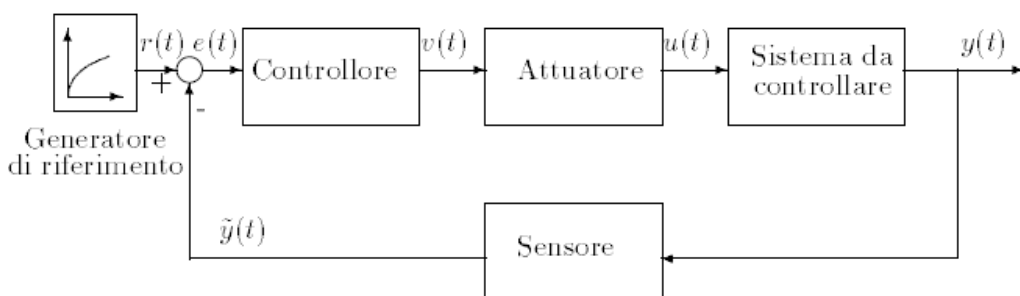 r(t) e(t)
v(t)
u(t)
y(t)
+
-
Controllore
Attuatore
Sistema da
controllare
Generatore
di riferimento
ỹ(t)
Sensore